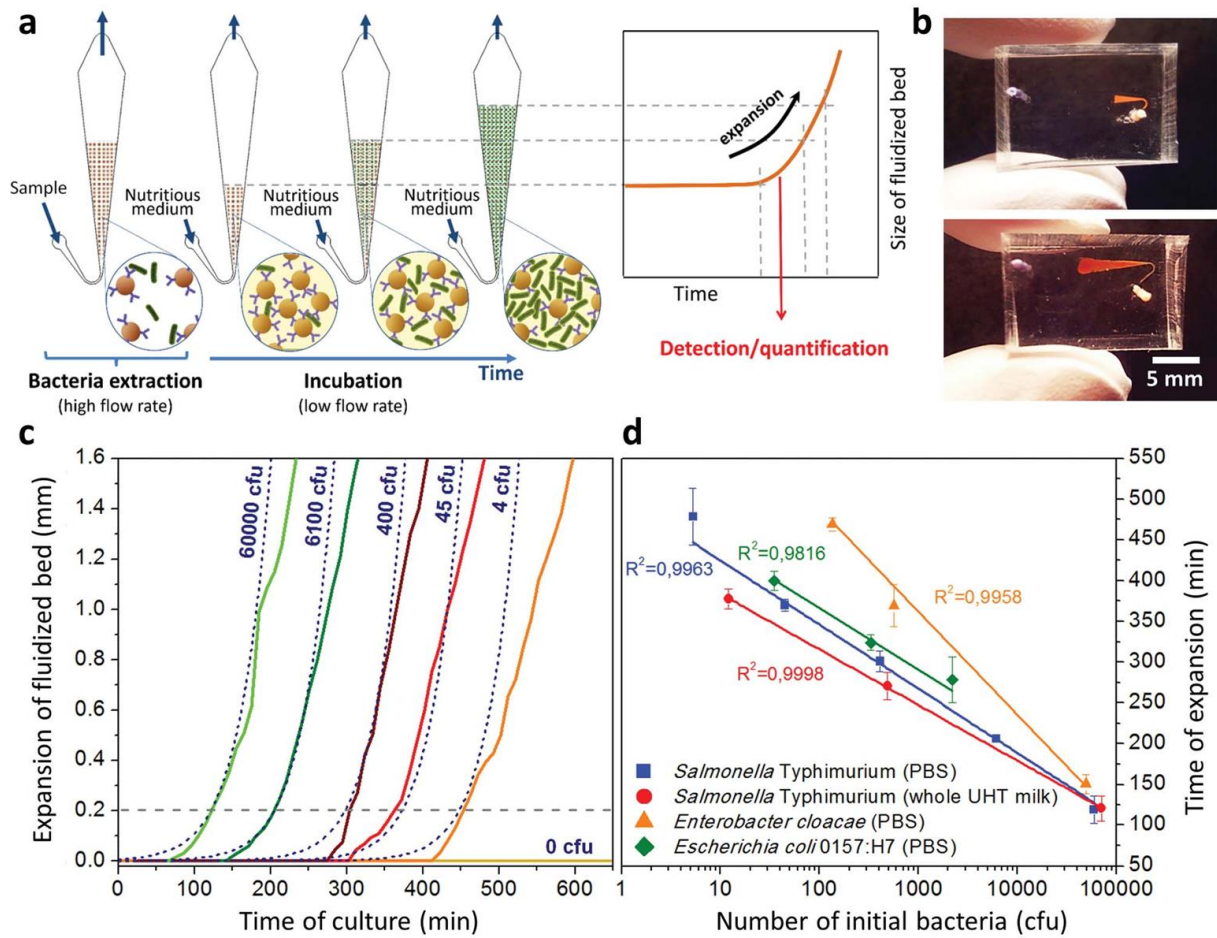 a
Sample
Nutritious
medium
Nutritious
medium
Nutritious
medium
Bacteria extraction
(high flow rate)
Incubation
(low flow rate)
Time
expansion
Size of fluidized bed
Time
Detection/quantification
b
5 mm
c
Expansion of fluidized bed (mm)
1.6
1.4
1.2
1.0
0.8
0.6
0.4
0.2
0.0
60000 cfu
6100 cfu
400 cfu
45 cfu
4 cfu
0 cfu
0 100 200 300 400 500 600
Time of culture (min)
d
R2=0,9963
R2=0,9816
R2=0,9958
R2=0,9998
Salmonella Typhimurium (PBS)
Salmonella Typhimurium (whole UHT milk)
Enterobacter cloacae (PBS)
Escherichia coli 0157:H7 (PBS)
550
500
450
400
350
300
250
200
150
100
50
Time of expansion (min)
1 10 100 1000 10000 100000
Number of initial bacteria (cfu)